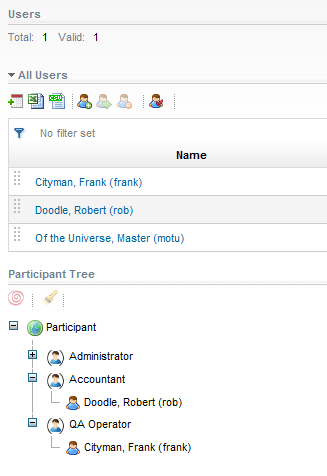 Users
Total: 1 Valid: 1
All Users
No filter set
Name
Cityman, Frank (frank)
Doodle, Robert (rob)
Of the Universe, Master (motu)
Participant Tree
Participant
Administrator
Accountant
Doodle, Robert (rob)
QA Operator
Cityman, Frank (frank)